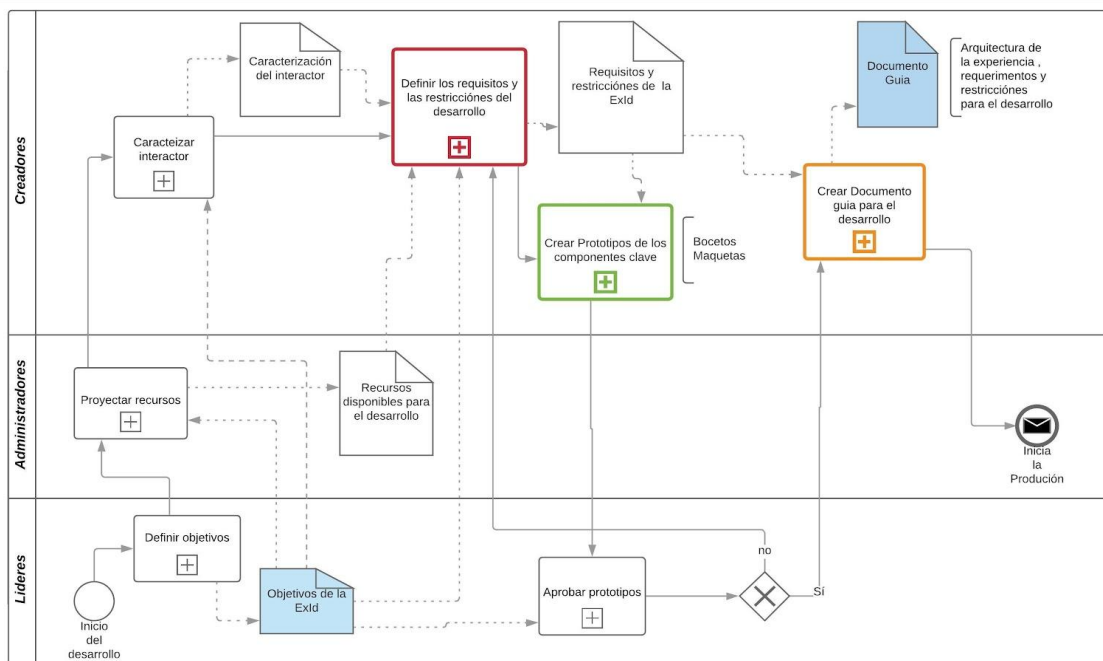 Creadores
Caracterización
del interactor
Definir los requisitos y
las restricciónes del
desarrollo
Requisitos y
restricciónes de la
ExId
Documento
Guia
Arquitectura de
la experiencia ,
requerimentos y
restricciónes
para el desarrollo
Caracteizar
interactor
Crear Prototipos de los
componentes clave
Bocetos
Maquetas
Crear Documento
guia para el
desarrollo
Administradores
Proyectar recursos
Recursos
disponibles para
el desarrollo
Inicia
la
Produción
Lideres
Definir objetivos
Inicio
del
desarrollo
Objetivos de la
ExId
Aprobar prototipos
no
Sí